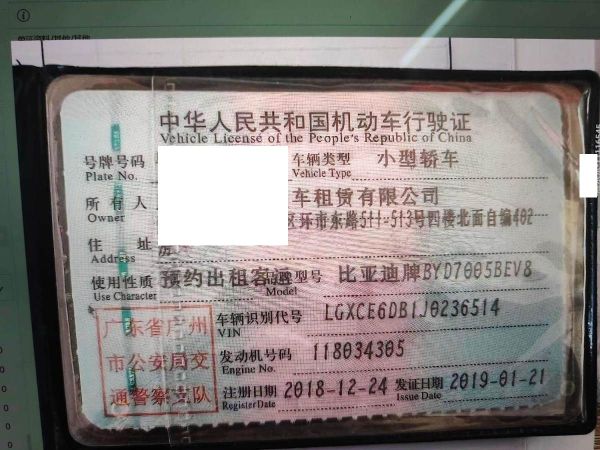 中华人民共和国机动车行驶证
Vehicle License of the People's Republic of China
号牌号码
Plate No.
车辆类型 小型轿车
Vehicle Type
所有人 车租赁有限公司
Owner
区环市东路511-513号四楼北面自编402
住址 房
Address
使用性质 预约出租客运 品牌型号 比亚迪牌BYD7005BEV8
Use Character Model
车辆识别代号 LGXCE6DB1J0236514
VIN
发动机号码 118034305
Engine No.
注册日期 2018-12-24 发证日期 2019-01-21
Register Date Issue Date
广东省广州
市公安局交
通警察支队